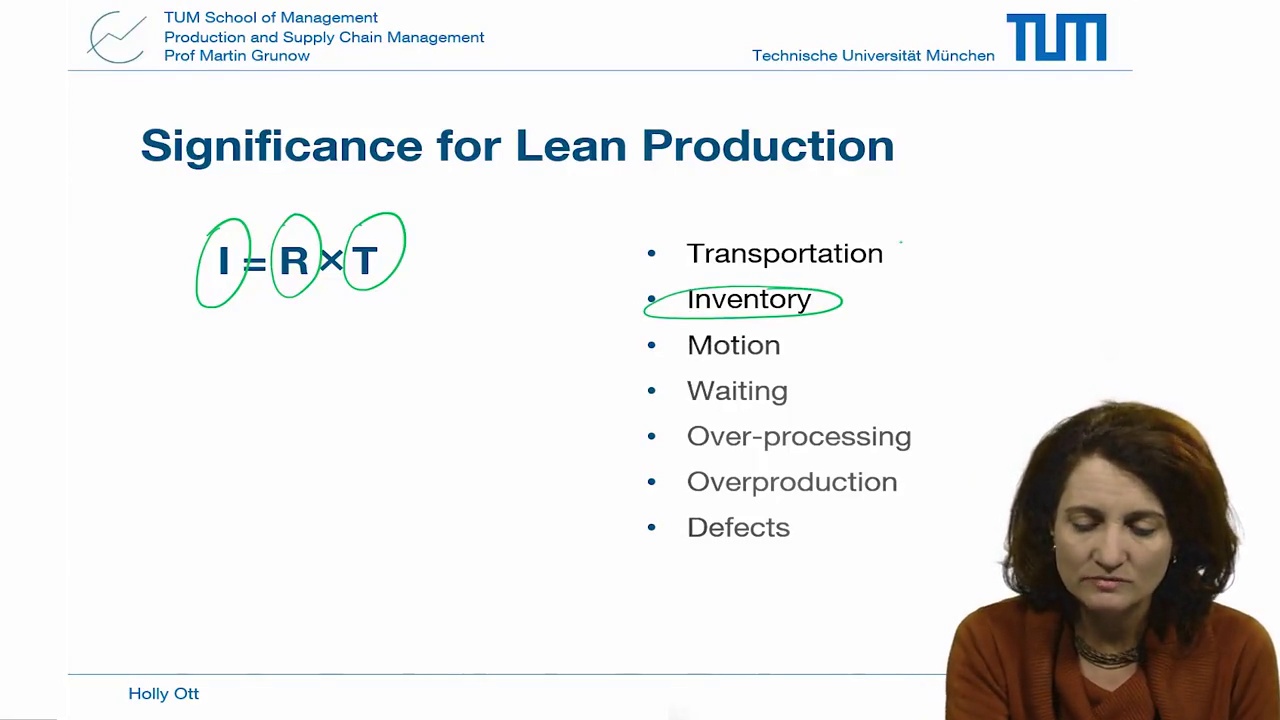 TUM School of Management
Production and Supply Chain Management
Prof Martin Grunow
Technische Universität München
TUM
Significance for Lean Production
I = R × T
• Transportation
• Inventory
• Motion
• Waiting
• Over-processing
• Overproduction
• Defects
Holly Ott